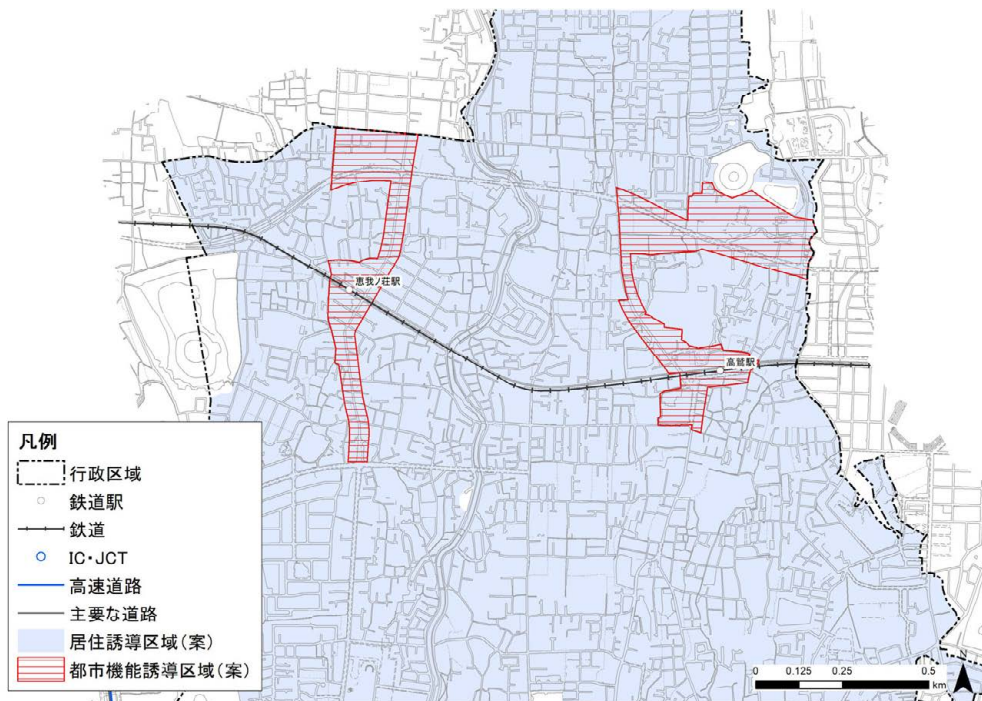 恵我ノ荘駅
高鷲駅
凡例
行政区域
鉄道駅
鉄道
IC・JCT
高速道路
主要な道路
居住誘導区域(案)
都市機能誘導区域(案)
0 0.125 0.25 0.5
km